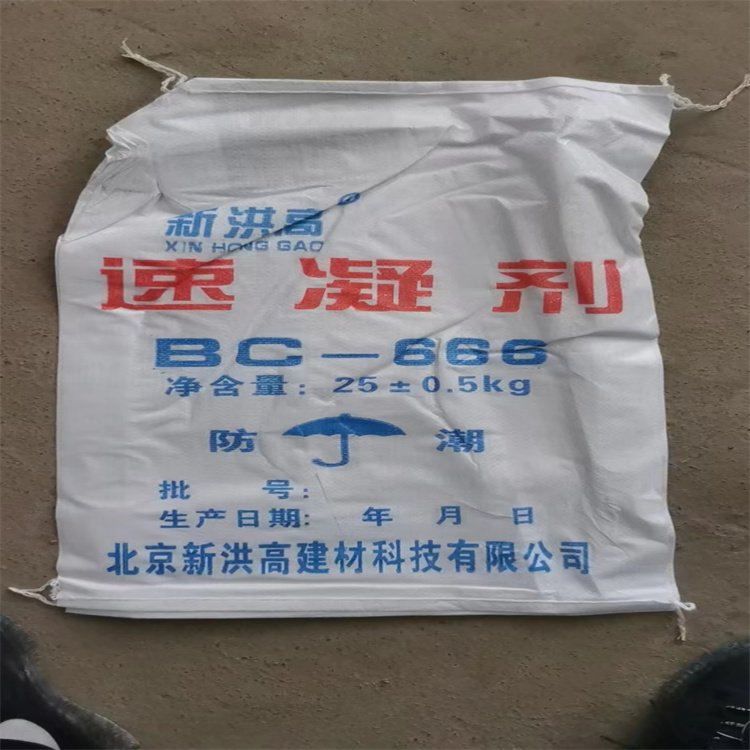 新洪高®
XIN HONG GAO
速凝剂
BC-666
净含量：25±0.5kg
防潮
批 号：
生产日期： 年 月 日
北京新洪高建材科技有限公司